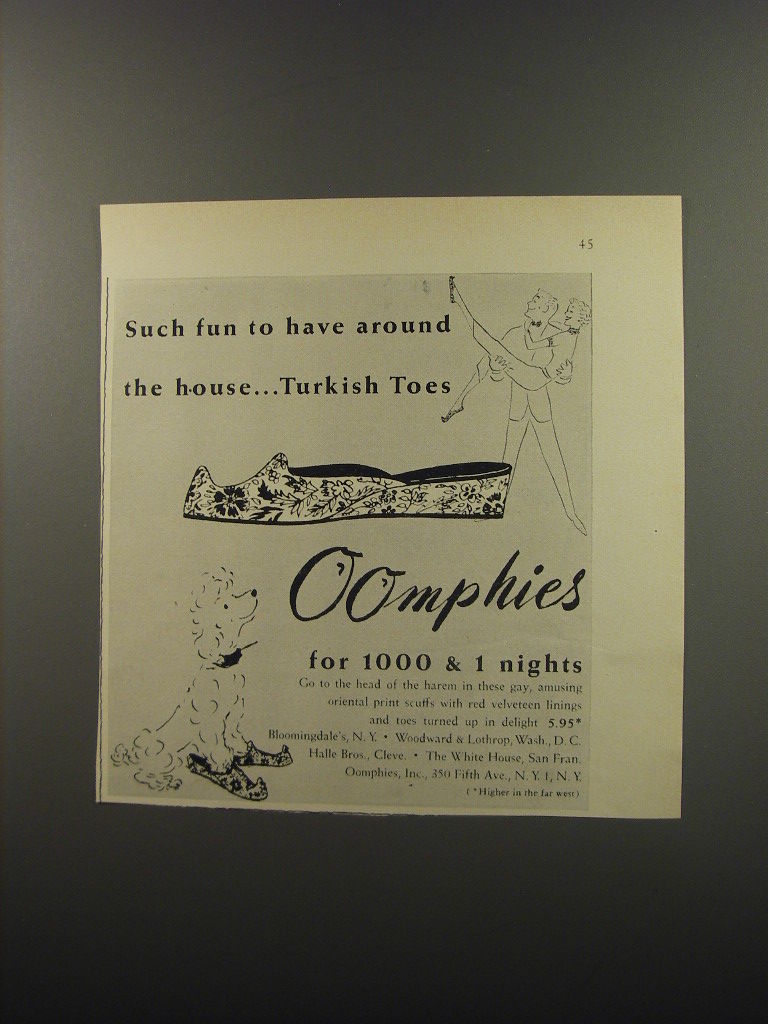 45
Such fun to have around
the house...Turkish Toes
Oomphies
for 1000 & 1 nights
Go to the head of the harem in these gay, amusing
oriental print scuffs with red velveteen linings
and toes turned up in delight 5.95*
Bloomingdale's, N. Y. • Woodward & Lothrop, Wash., D. C.
Halle Bros., Cleve. • The White House, San Fran.
Oomphies, Inc., 350 Fifth Ave., N. Y. 1, N. Y.
(*Higher in the far west)